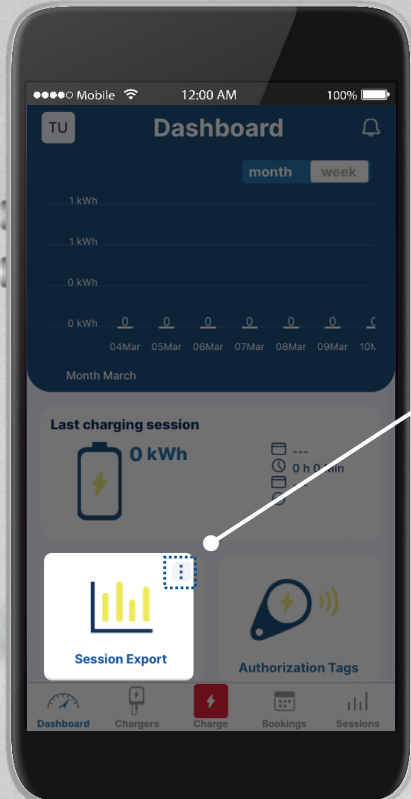 Mobile 12:00 AM 100%
TU Dashboard
month week
1 kWh
1 kWh
0 kWh
0 kWh 0 0 0 0 0 0
04Mar 05Mar 06Mar 07Mar 08Mar 09Mar
Month March
Last charging session
0 kWh
---
0 h 0 Min
Session Export
Authorization Tags
Dashboard Chargers Charge Bookings Sessions